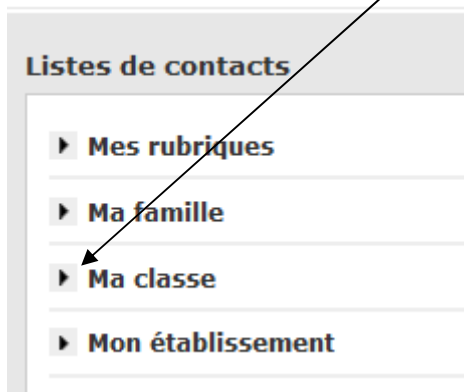 Listes de contacts
Mes rubriques
Ma famille
Ma classe
Mon établissement